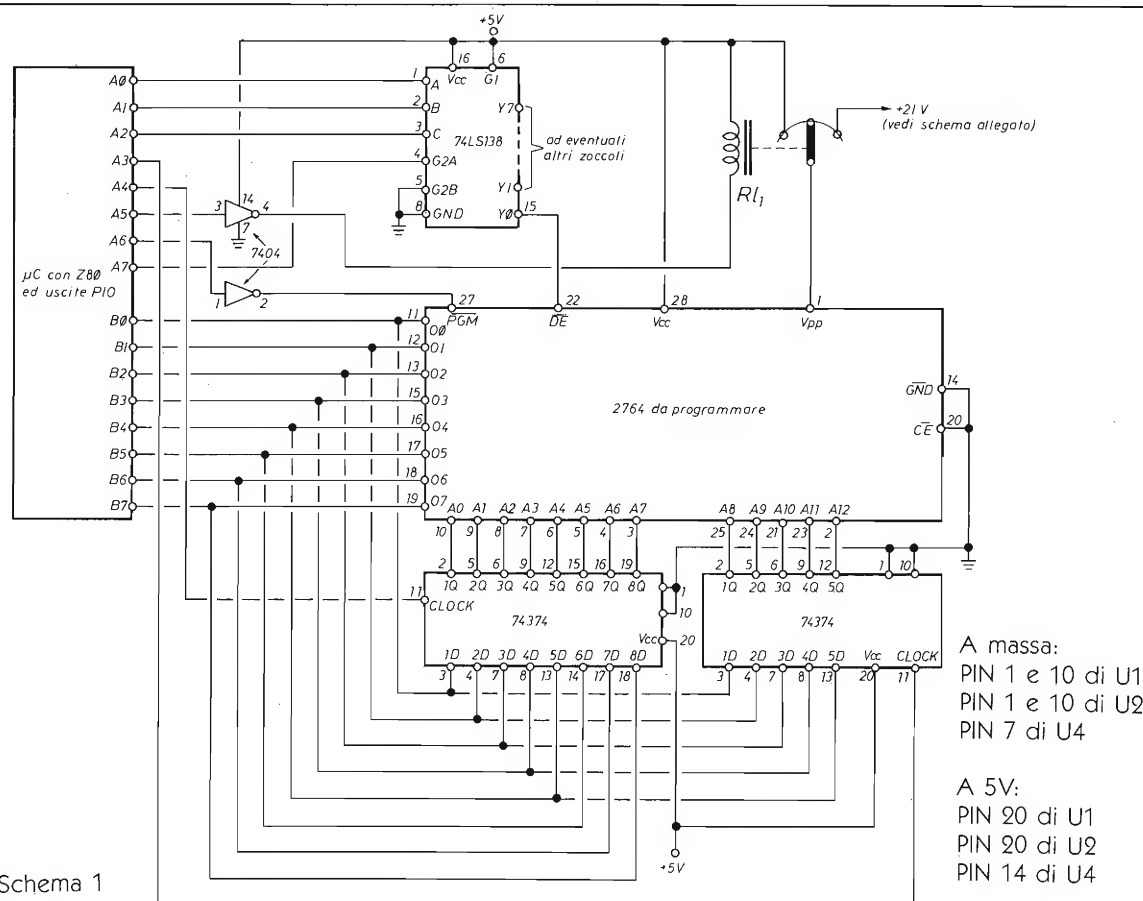 +5V
16
6
Vcc
G1
A0
1
A
A1
2
B
Y7
A2
3
C
74LS138
ad eventuali
altri zoccoli
+21V
(vedi schema allegato)
A3
4
G2A
A4
5
G2B
Y1
Rl1
A5
3
14
4
7
8
GND
Y0
15
A6
7404
A7
1
2
µC con Z80
ed uscite PIO
27
22
28
1
PGM
DE
Vcc
Vpp
B0
11
O0
B1
12
O1
B2
13
O2
B3
15
O3
B4
16
O4
B5
17
O5
B6
18
O6
B7
19
O7
2764 da programmare
GND
14
CE
20
A0 A1 A2 A3 A4 A5 A6 A7
10 9 8 7 6 5 4 3
A8 A9 A10 A11 A12
25 24 21 23 2
2 5 6 9 12 15 16 19
1Q 2Q 3Q 4Q 5Q 6Q 7Q 8Q
1
11
CLOCK
10
74374
Vcc
20
1D 2D 3D 4D 5D 6D 7D 8D
3 4 7 8 13 14 17 18
2 5 6 9 12 1 10
1Q 2Q 3Q 4Q 5Q
74374
1D 2D 3D 4D 5D Vcc CLOCK
3 4 7 8 13 20 11
+5V
A massa:
PIN 1 e 10 di U1
PIN 1 e 10 di U2
PIN 7 di U4
A 5V:
PIN 20 di U1
PIN 20 di U2
PIN 14 di U4
Schema 1